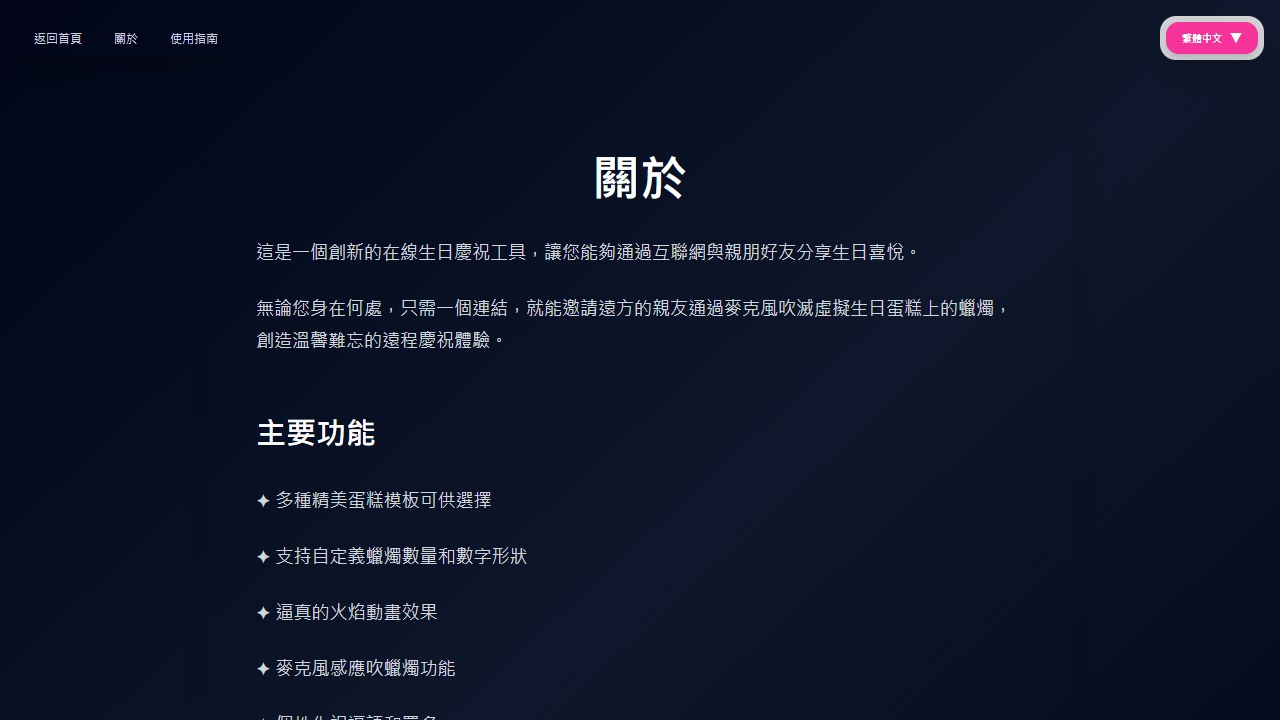 返回首頁
關於
使用指南
繁體中文 ▼
關於
這是一個創新的在線生日慶祝工具，讓您能夠通過互聯網與親朋好友分享生日喜悅。
無論您身在何處，只需一個連結，就能邀請遠方的親友通過麥克風吹滅虛擬生日蛋糕上的蠟燭，
創造溫馨難忘的遠程慶祝體驗。
主要功能
✦ 多種精美蛋糕模板可供選擇
✦ 支持自定義蠟燭數量和數字形狀
✦ 逼真的火焰動畫效果
✦ 麥克風感應吹蠟燭功能